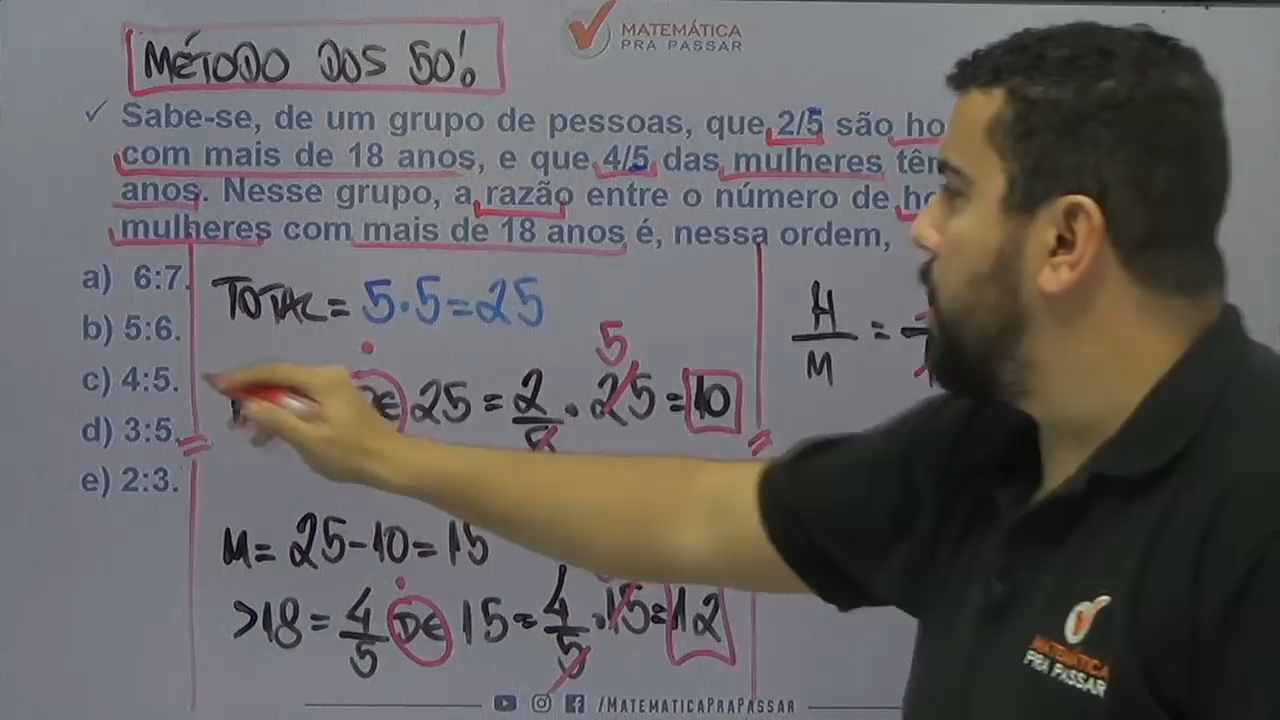 MATEMÁTICA
PRA PASSAR
MÉTODO DOS 50!
✓ Sabe-se, de um grupo de pessoas, que 2/5 são
com mais de 18 anos, e que 4/5 das mulheres
anos. Nesse grupo, a razão entre o número de
mulheres com mais de 18 anos é, nessa ordem,
a) 6:7.
b) 5:6.
c) 4:5.
d) 3:5.
e) 2:3.
TOTAL = 5·5=25
5
25 = 2/5 · 25 = 10
M = 25-10=15
>18 = 4/5 DE 15 = 4/5 · 15 = 12
H/M =
MATEMÁTICA
PRA PASSAR
/MATEMATICAPRAPASSAR